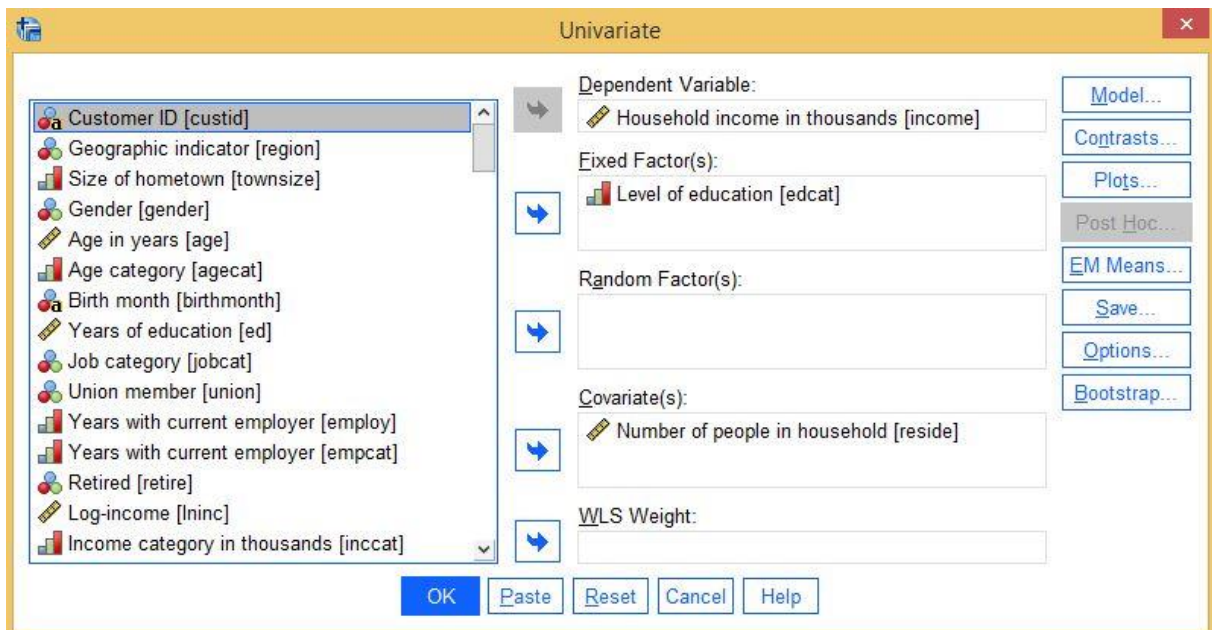 Univariate
Customer ID [custid]
Geographic indicator [region]
Size of hometown [townsize]
Gender [gender]
Age in years [age]
Age category [agecat]
Birth month [birthmonth]
Years of education [ed]
Job category [jobcat]
Union member [union]
Years with current employer [employ]
Years with current employer [empcat]
Retired [retire]
Log-income [lninc]
Income category in thousands [inccat]
Dependent Variable:
Household income in thousands [income]
Fixed Factor(s):
Level of education [edcat]
Random Factor(s):
Covariate(s):
Number of people in household [reside]
WLS Weight:
Model...
Contrasts...
Plots...
Post Hoc...
EM Means...
Save...
Options...
Bootstrap...
OK
Paste
Reset
Cancel
Help